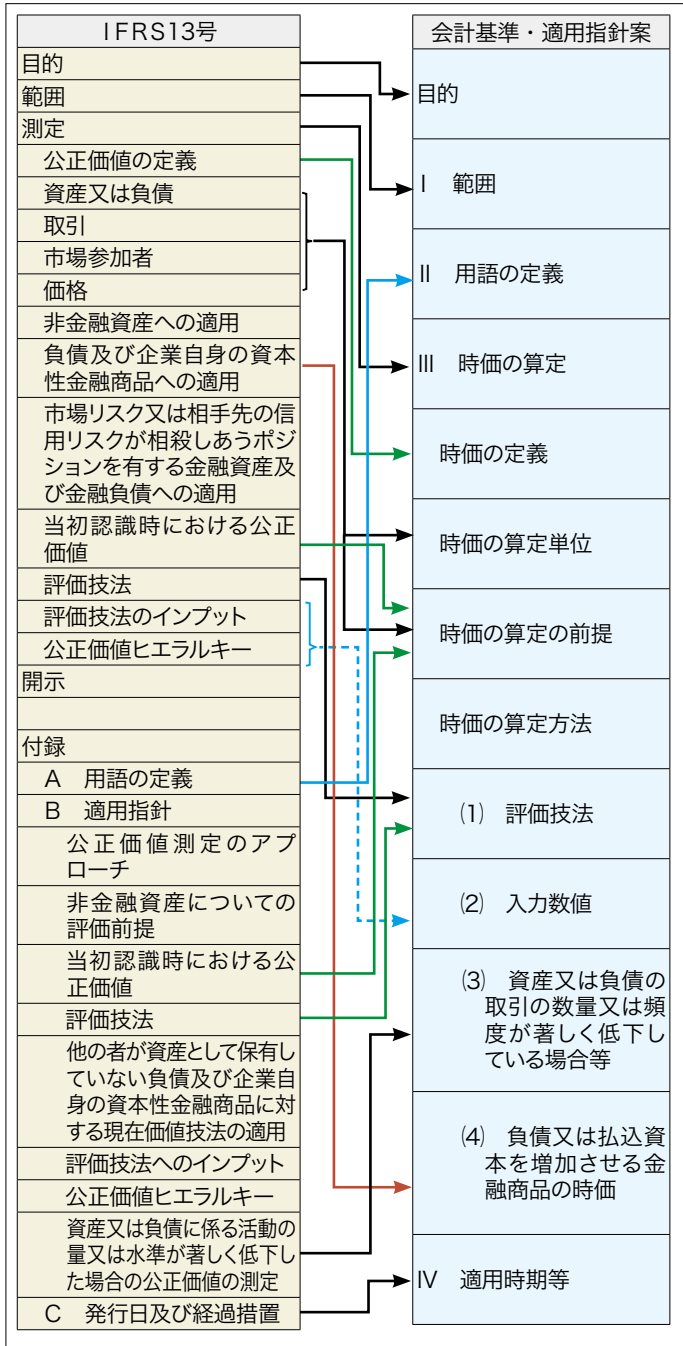 IFRS13号
目的
範囲
測定
公正価値の定義
資産又は負債
取引
市場参加者
価格
非金融資産への適用
負債及び企業自身の資本
性金融商品への適用
市場リスク又は相手先の信
用リスクが相殺しあうポジ
ションを有する金融資産及
び金融負債への適用
当初認識時における公正
価値
評価技法
評価技法のインプット
公正価値ヒエラルキー
開示
付録
A 用語の定義
B 適用指針
公正価値測定のアプ
ローチ
非金融資産についての
評価前提
当初認識時における公
正価値
評価技法
他の者が資産として保有し
ていない負債及び企業自
身の資本性金融商品に対
する現在価値技法の適用
評価技法へのインプット
公正価値ヒエラルキー
資産又は負債に係る活動の
量又は水準が著しく低下し
た場合の公正価値の測定
C 発行日及び経過措置
会計基準・適用指針案
目的
Ⅰ 範囲
Ⅱ 用語の定義
Ⅲ 時価の算定
時価の定義
時価の算定単位
時価の算定の前提
時価の算定方法
⑴ 評価技法
⑵ 入力数値
⑶ 資産又は負債の
取引の数量又は頻
度が著しく低下し
ている場合等
⑷ 負債又は払込資
本を増加させる金
融商品の時価
Ⅳ 適用時期等